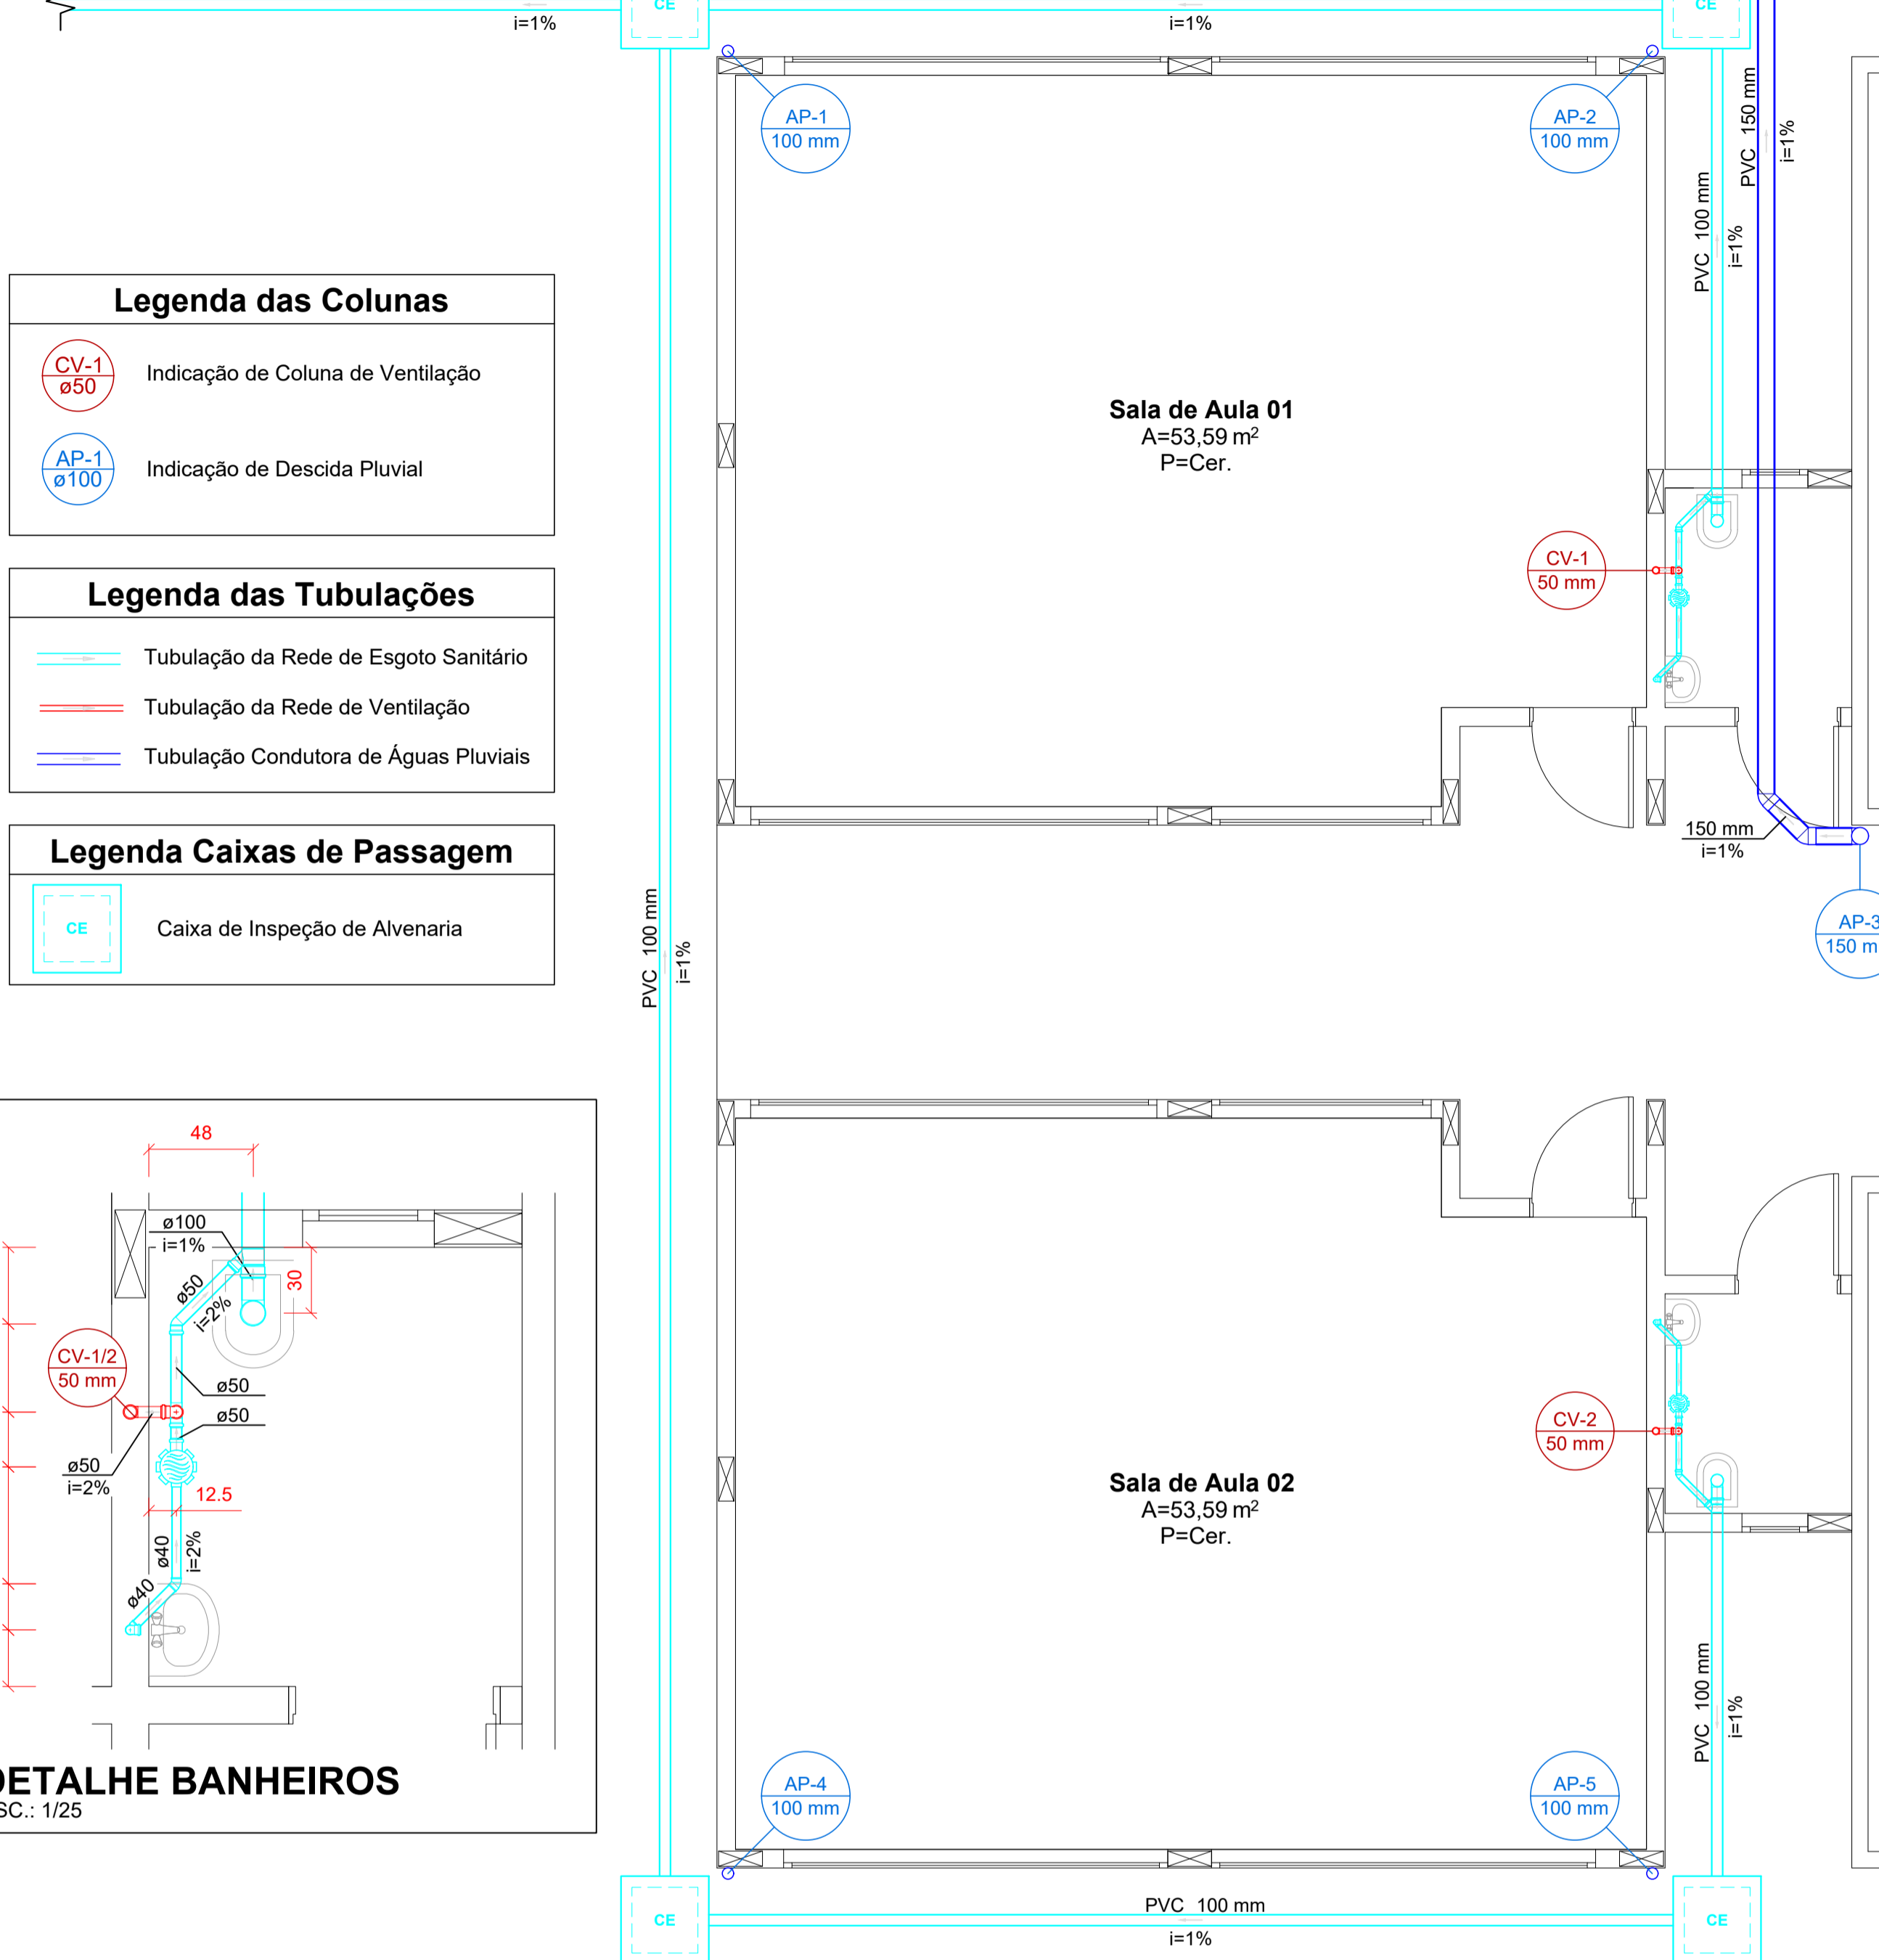 CE
CE
i=1%
i=1%
AP-1
100 mm
AP-2
100 mm
PVC 150 mm
i=1%
PVC 100 mm
i=1%
Legenda das Colunas
CV-1
ø50
Indicação de Coluna de Ventilação
AP-1
ø100
Indicação de Descida Pluvial
Sala de Aula 01
A=53,59 m²
P=Cer.
CV-1
50 mm
Legenda das Tubulações
Tubulação da Rede de Esgoto Sanitário
Tubulação da Rede de Ventilação
Tubulação Condutora de Águas Pluviais
150 mm
i=1%
Legenda Caixas de Passagem
CE
Caixa de Inspeção de Alvenaria
AP-3
150 m
PVC 100 mm
i=1%
48
ø100
i=1%
ø50
i=2%
30
CV-1/2
50 mm
ø50
ø50
ø50
i=2%
12.5
ø40
i=2%
ø40
DETALHE BANHEIROS
SC.: 1/25
CV-2
50 mm
Sala de Aula 02
A=53,59 m²
P=Cer.
PVC 100 mm
i=1%
AP-4
100 mm
AP-5
100 mm
CE
PVC 100 mm
i=1%
CE